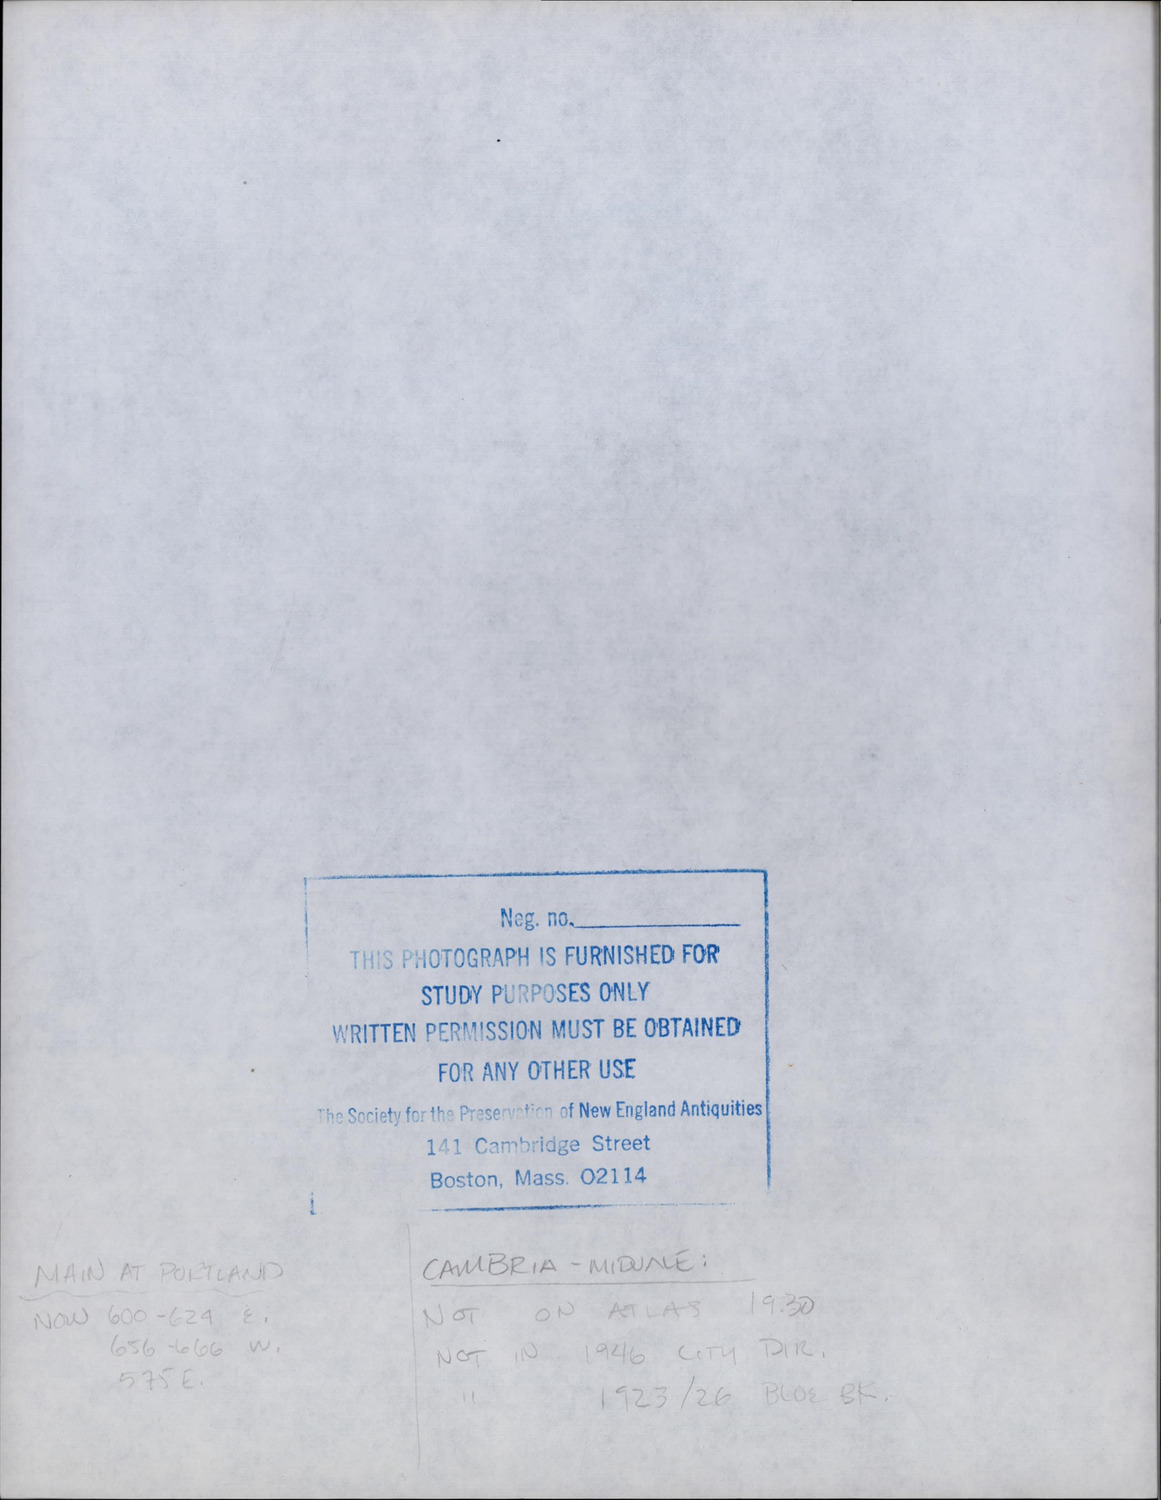 Neg. no.
THIS PHOTOGRAPH IS FURNISHED FOR
STUDY PURPOSES ONLY
WRITTEN PERMISSION MUST BE OBTAINED
FOR ANY OTHER USE
The Society for the Preservation of New England Antiquities
141 Cambridge Street
Boston, Mass. 02114
MAIN AT PORTLAND
NOW 600-624 E.
656-666 W.
575 E.
CAMBRIA -
NOT ON ATLAS 1930
NOT IN 1946 CITY DIR.
" 1923/26 BLUE BK.